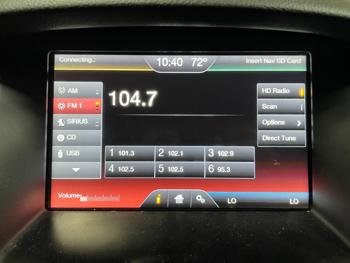 Connecting...
10:40 72°
Insert Nav SD Card
AM
FM 1
SIRIUS
CD
USB
104.7
HD Radio
Scan
Options
Direct Tune
1 101.3
2 102.1
3 102.9
4 102.5
5 102.5
6 95.3
Volume:
i
LO
LO